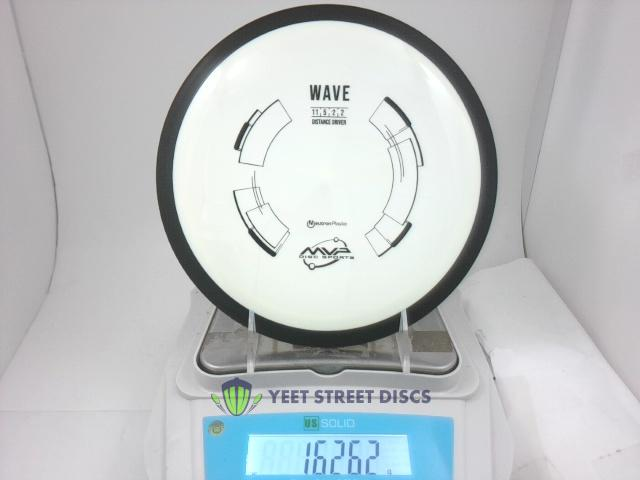 WAVE
11, 5, -2, 2
DISTANCE DRIVER
Neutron Plastic
MVP
DISC SPORTS
YEET STREET DISCS
US SOLID
162.62
g